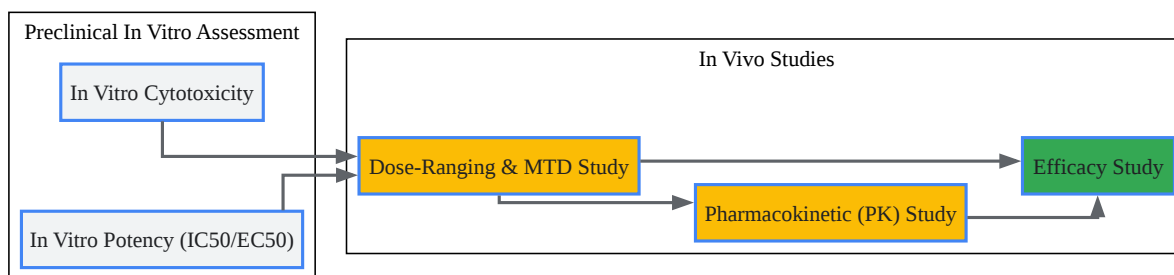 Preclinical In Vitro Assessment
In Vitro Cytotoxicity
In Vitro Potency (IC50/EC50)
In Vivo Studies
Dose-Ranging & MTD Study
Pharmacokinetic (PK) Study
Efficacy Study